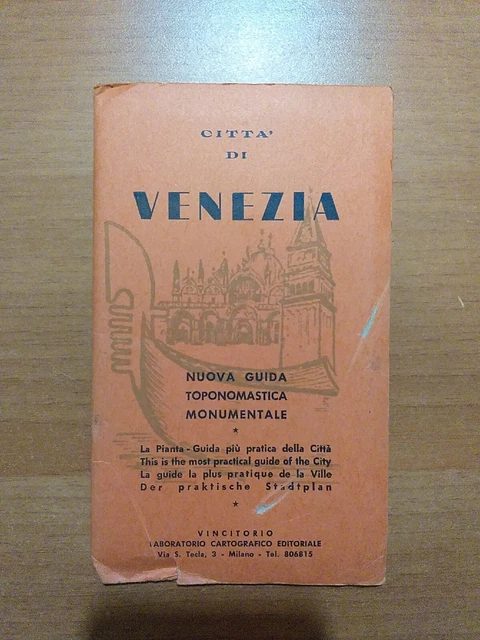 CITTA'
DI
VENEZIA
NUOVA GUIDA
TOPONOMASTICA
MONUMENTALE
★
La Pianta - Guida più pratica della Città
This is the most practical guide of the City
La guide la plus pratique de la Ville
Der praktische Stadtplan
★
VINCITORIO
LABORATORIO CARTOGRAFICO EDITORIALE
Via S. Tecla, 3 - Milano - Tel. 806815